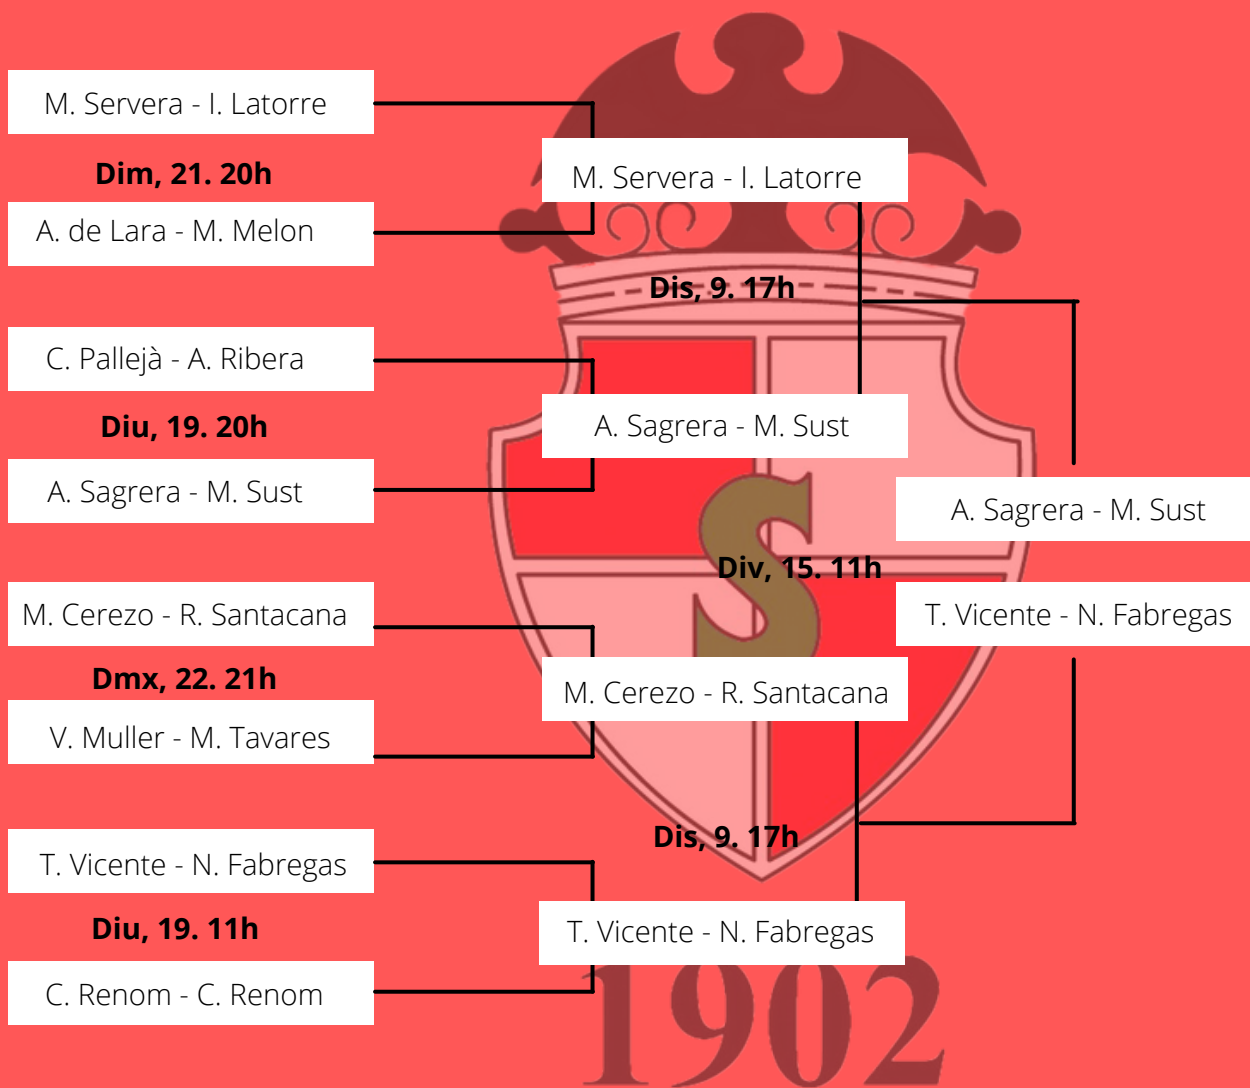 M. Servera - I. Latorre
Dim, 21. 20h
A. de Lara - M. Melon
C. Pallejà - A. Ribera
Diu, 19. 20h
A. Sagrera - M. Sust
M. Cerezo - R. Santacana
Dmx, 22. 21h
V. Muller - M. Tavares
T. Vicente - N. Fabregas
Diu, 19. 11h
C. Renom - C. Renom
M. Servera - I. Latorre
Dis, 9. 17h
A. Sagrera - M. Sust
Div, 15. 11h
M. Cerezo - R. Santacana
Dis, 9. 17h
T. Vicente - N. Fabregas
A. Sagrera - M. Sust
T. Vicente - N. Fabregas
S
1902